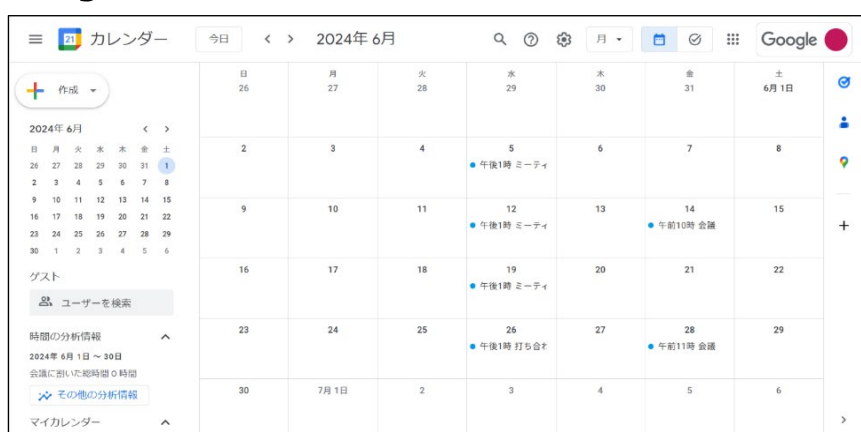 21 カレンダー 今日 2024年 6月 月 Google
作成
2024年 6月
日 月 火 水 木 金 土
26 27 28 29 30 31 1
2 3 4 5 6 7 8
9 10 11 12 13 14 15
16 17 18 19 20 21 22
23 24 25 26 27 28 29
30 1 2 3 4 5 6
ゲスト
ユーザーを検索
時間の分析情報
2024年 6月 1日 ~ 30日
会議に割いた総時間 0 時間
その他の分析情報
マイカレンダー
日 月 火 水 木 金 土
26 27 28 29 30 31 6月 1日
2 3 4 5 6 7 8
午後1時 ミーティ
9 10 11 12 13 14 15
午後1時 ミーティ 午前10時 会議
16 17 18 19 20 21 22
午後1時 ミーティ
23 24 25 26 27 28 29
午後1時 打ち合わ 午前11時 会議
30 7月 1日 2 3 4 5 6